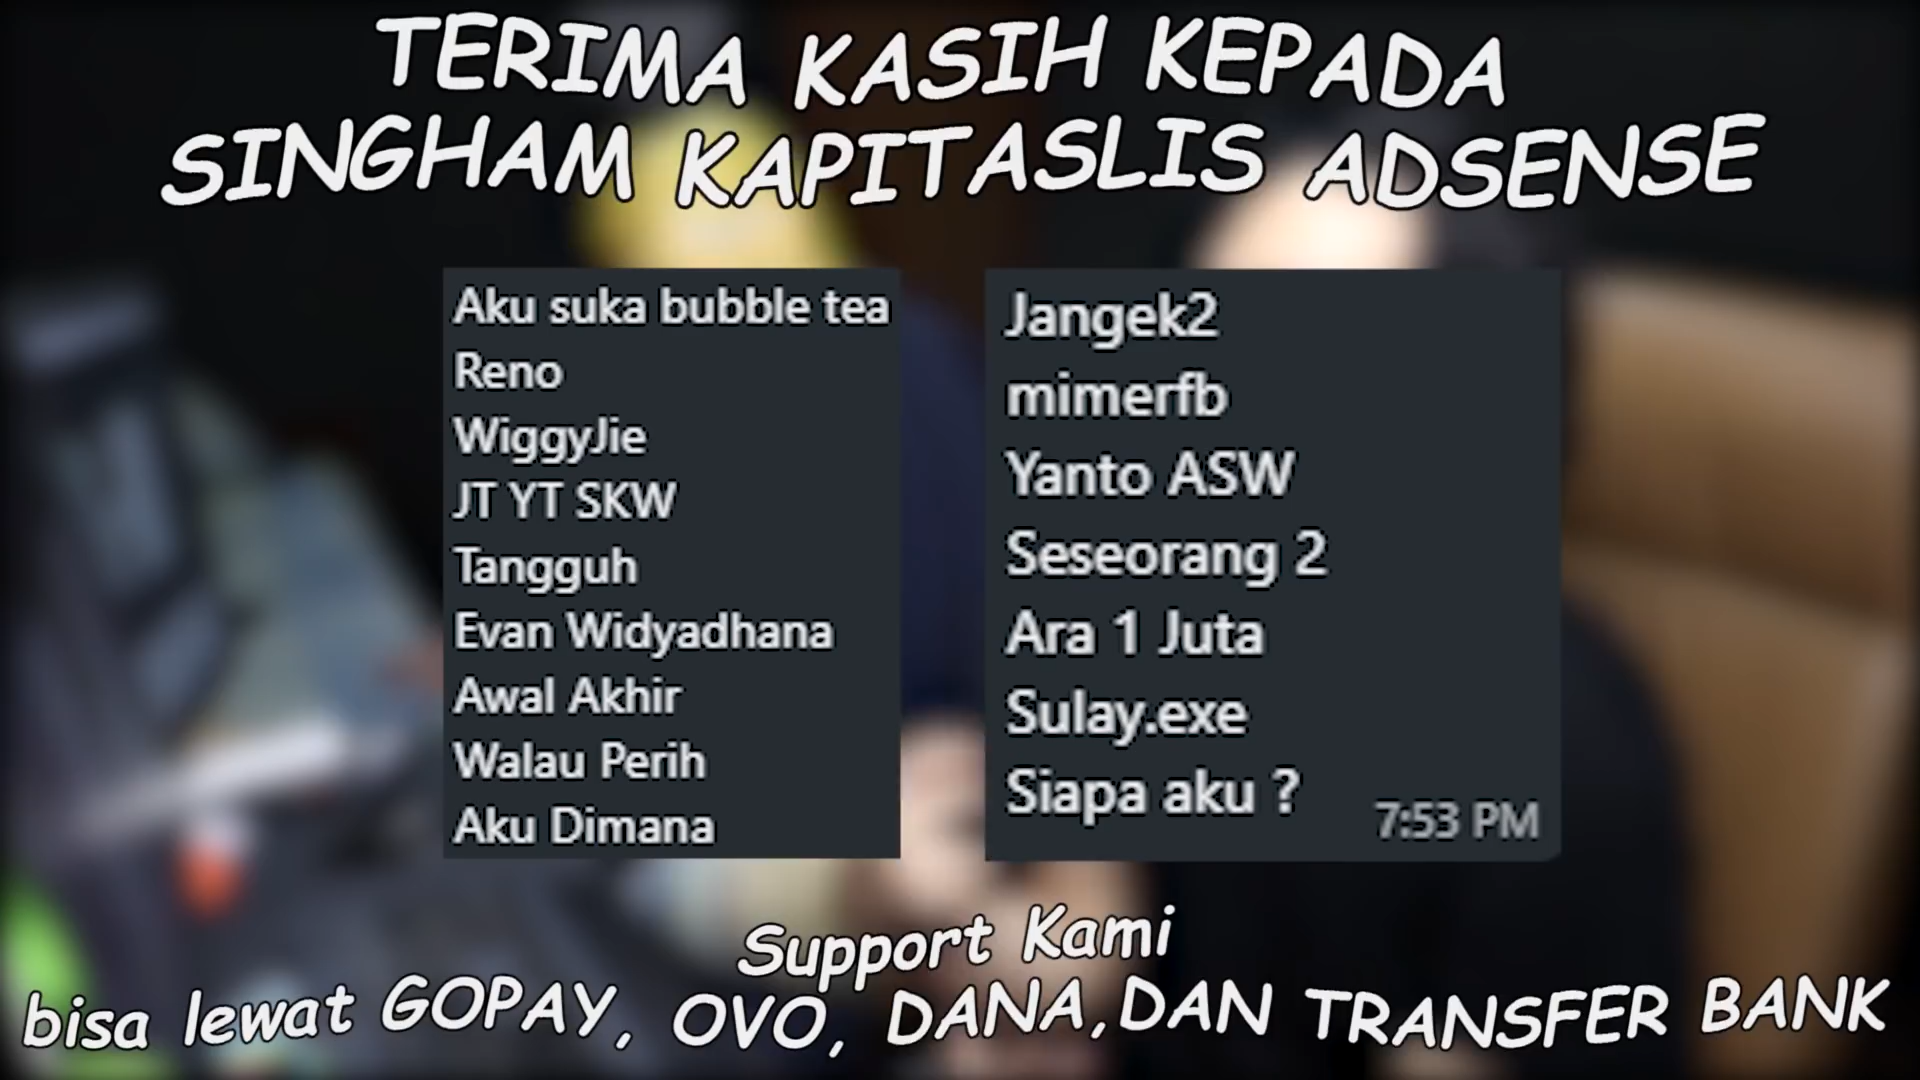 TERIMA KASIH KEPADA
SINGHAM KAPITASLIS ADSENSE
Aku suka bubble tea
Reno
WiggyJie
JT YT SKW
Tangguh
Evan Widyadhana
Awal Akhir
Walau Perih
Aku Dimana
Jangek2
mimerfb
Yanto ASW
Seseorang 2
Ara 1 Juta
Sulay.exe
Siapa aku ?
7:53 PM
Support Kami
bisa lewat GOPAY, OVO, DANA,DAN TRANSFER BANK